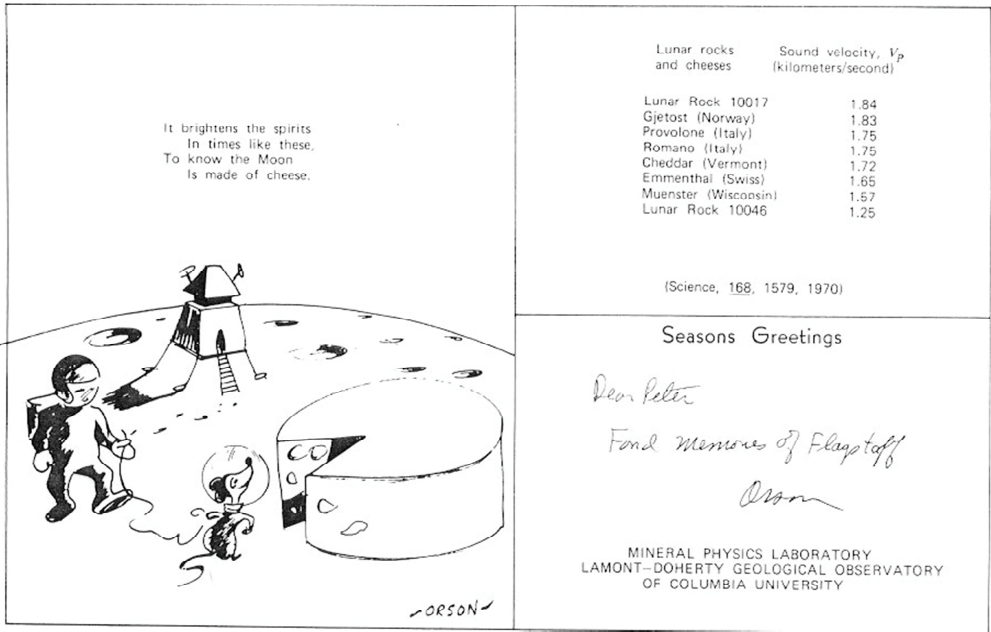 It brightens the spirits
In times like these,
To know the Moon
Is made of cheese.
-ORSON-
Lunar rocks and cheeses	Sound velocity, Vp (kilometers/second)
Lunar Rock 10017	1.84
Gjetost (Norway)	1.83
Provolone (Italy)	1.75
Romano (Italy)	1.75
Cheddar (Vermont)	1.72
Emmenthal (Swiss)	1.65
Muenster (Wisconsin)	1.57
Lunar Rock 10046	1.25
(Science, 168, 1579, 1970)
Seasons Greetings
Dear Peter
Fond memories of Flagstaff
Orson
MINERAL PHYSICS LABORATORY
LAMONT-DOHERTY GEOLOGICAL OBSERVATORY
OF COLUMBIA UNIVERSITY